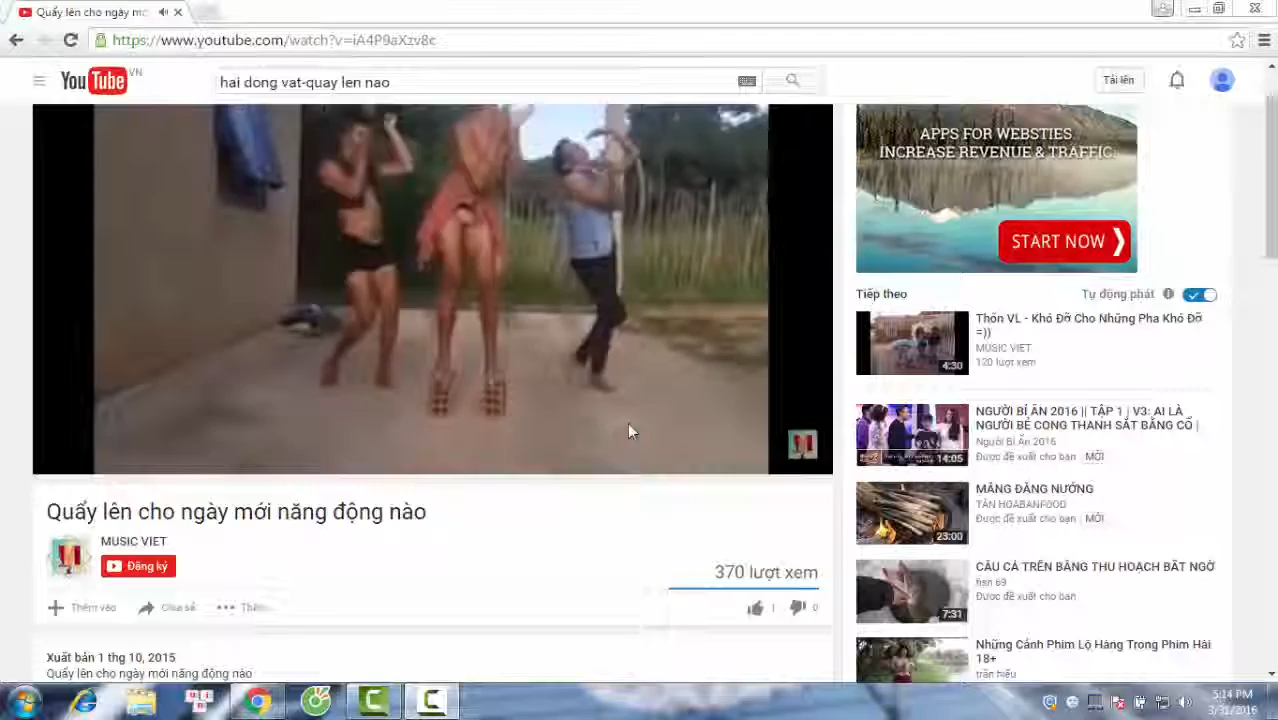 Quẩy lên cho ngày mớ
https://www.youtube.com/watch?v=iA4P9aXzv8c
YouTube VN
hai dong vat-quay len nao
Tải lên
APPS FOR WEBSTIES
INCREASE REVENUE & TRAFFIC
START NOW
Tiếp theo
Tự động phát
Thốn VL - Khó Đỡ Cho Những Pha Khó Đỡ
=))
MUSIC VIET
120 lượt xem
4:30
NGƯỜI BÍ ẨN 2016 || TẬP 1 | V3: AI LÀ
NGƯỜI BẺ CONG THANH SẮT BẰNG CỔ |
Người Bí Ẩn 2016
Được đề xuất cho bạn MỚI
14:05
MĂNG ĐẮNG NƯỚNG
TÂN HOABANFOOD
Được đề xuất cho bạn MỚI
23:00
CÂU CÁ TRÊN BĂNG THU HOẠCH BẤT NGỜ
hsn 69
Được đề xuất cho bạn
7:31
Những Cảnh Phim Lộ Hàng Trong Phim Hài
18+
trần hiếu
Quẩy lên cho ngày mới năng động nào
MUSIC VIET
Đăng ký
370 lượt xem
Thêm vào
Chia sẻ
1
0
Xuất bản 1 thg 10, 2015
Quẩy lên cho ngày mới năng động nào
5:14 PM
3/31/2016